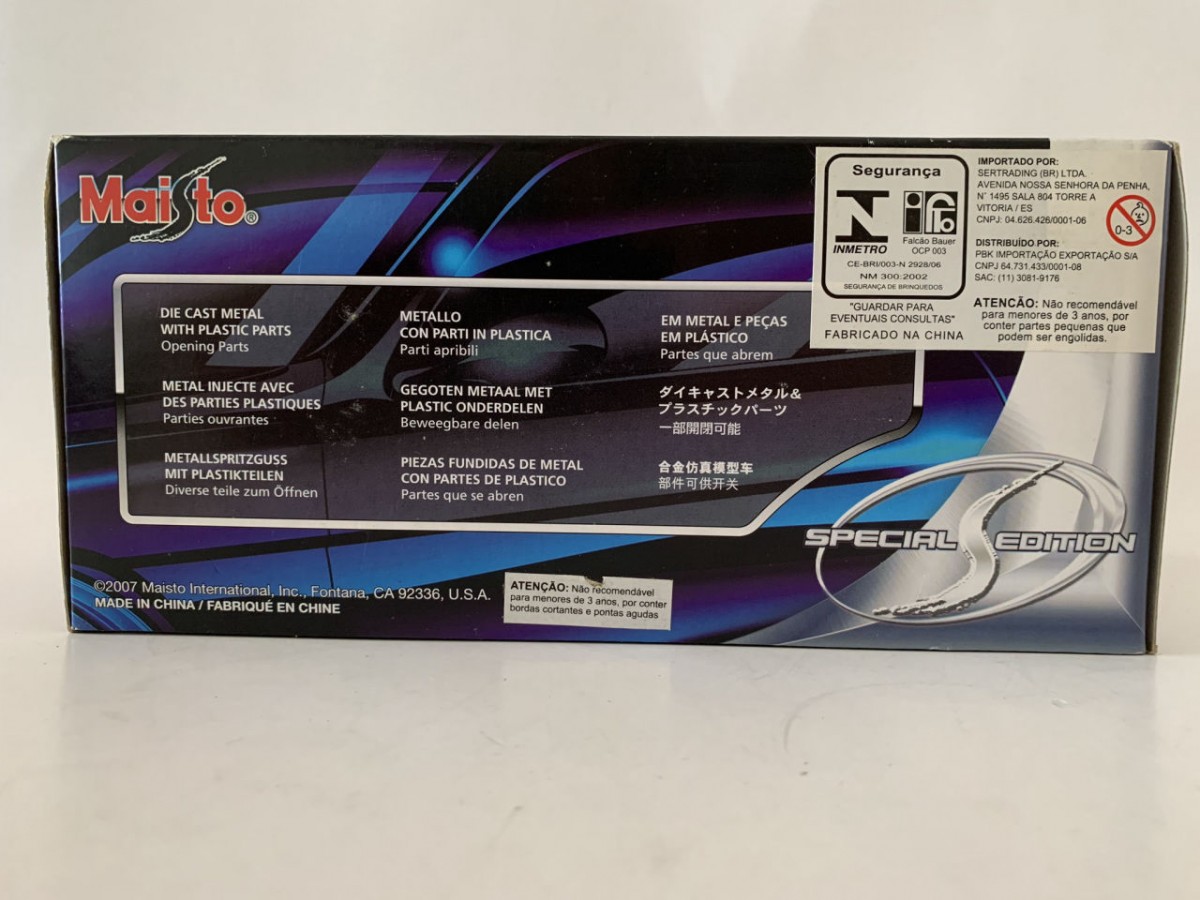 Maisto®
DIE CAST METAL
WITH PLASTIC PARTS
Opening Parts
METAL INJECTE AVEC
DES PARTIES PLASTIQUES
Parties ouvrantes
METALLSPRITZGUSS
MIT PLASTIKTEILEN
Diverse teile zum Öffnen
METALLO
CON PARTI IN PLASTICA
Parti apribili
GEGOTEN METAAL MET
PLASTIC ONDERDELEN
Beweegbare delen
PIEZAS FUNDIDAS DE METAL
CON PARTES DE PLASTICO
Partes que se abren
EM METAL E PEÇAS
EM PLÁSTICO
Partes que abrem
ダイキャストメタル&
プラスチックパーツ
一部開閉可能
合金仿真模型车
部件可供开关
Segurança
INMETRO
Falcão Bauer
OCP 003
CE-BRI/003-N 2928/06
NM 300:2002
SEGURANÇA DE BRINQUEDOS
"GUARDAR PARA
EVENTUAIS CONSULTAS"
FABRICADO NA CHINA
IMPORTADO POR:
SERTRADING (BR) LTDA.
AVENIDA NOSSA SENHORA DA PENHA,
N° 1495 SALA 804 TORRE A
VITORIA / ES
CNPJ: 04.626.426/0001-06
0-3
DISTRIBUÍDO POR:
PBK IMPORTAÇÃO EXPORTAÇÃO S/A
CNPJ 64.731.433/0001-08
SAC: (11) 3081-9176
ATENCÃO: Não recomendável
para menores de 3 anos, por
conter partes pequenas que
podem ser engolidas.
SPECIAL EDITION
©2007 Maisto International, Inc., Fontana, CA 92336, U.S.A.
MADE IN CHINA / FABRIQUÉ EN CHINE
ATENÇÃO: Não recomendável
para menores de 3 anos, por conter
bordas cortantes e pontas agudas